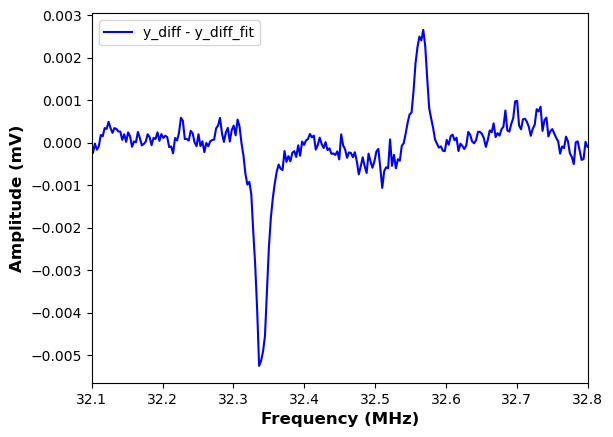 y_diff - y_diff_fit
0.003
0.002
0.001
0.000
−0.001
−0.002
−0.003
−0.004
−0.005
Amplitude (mV)
32.1 32.2 32.3 32.4 32.5 32.6 32.7 32.8
Frequency (MHz)